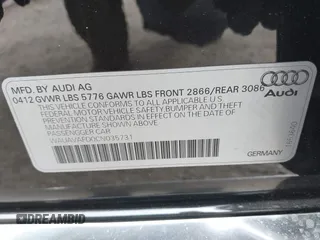 MFD. BY AUDI AG
0412 GVWR LBS 5776 GAWR LBS FRONT 2866/REAR 3086
THIS VEHICLE CONFORMS TO ALL APPLICABLE
FEDERAL MOTOR VEHICLE SAFETY, BUMPER AND THEFT
PREVENTION STANDARDS IN EFFECT ON THE
DATE OF MANUFACTURE SHOWN ABOVE.
PASSENGER CAR
Audi
GERMANY
DREAMBID